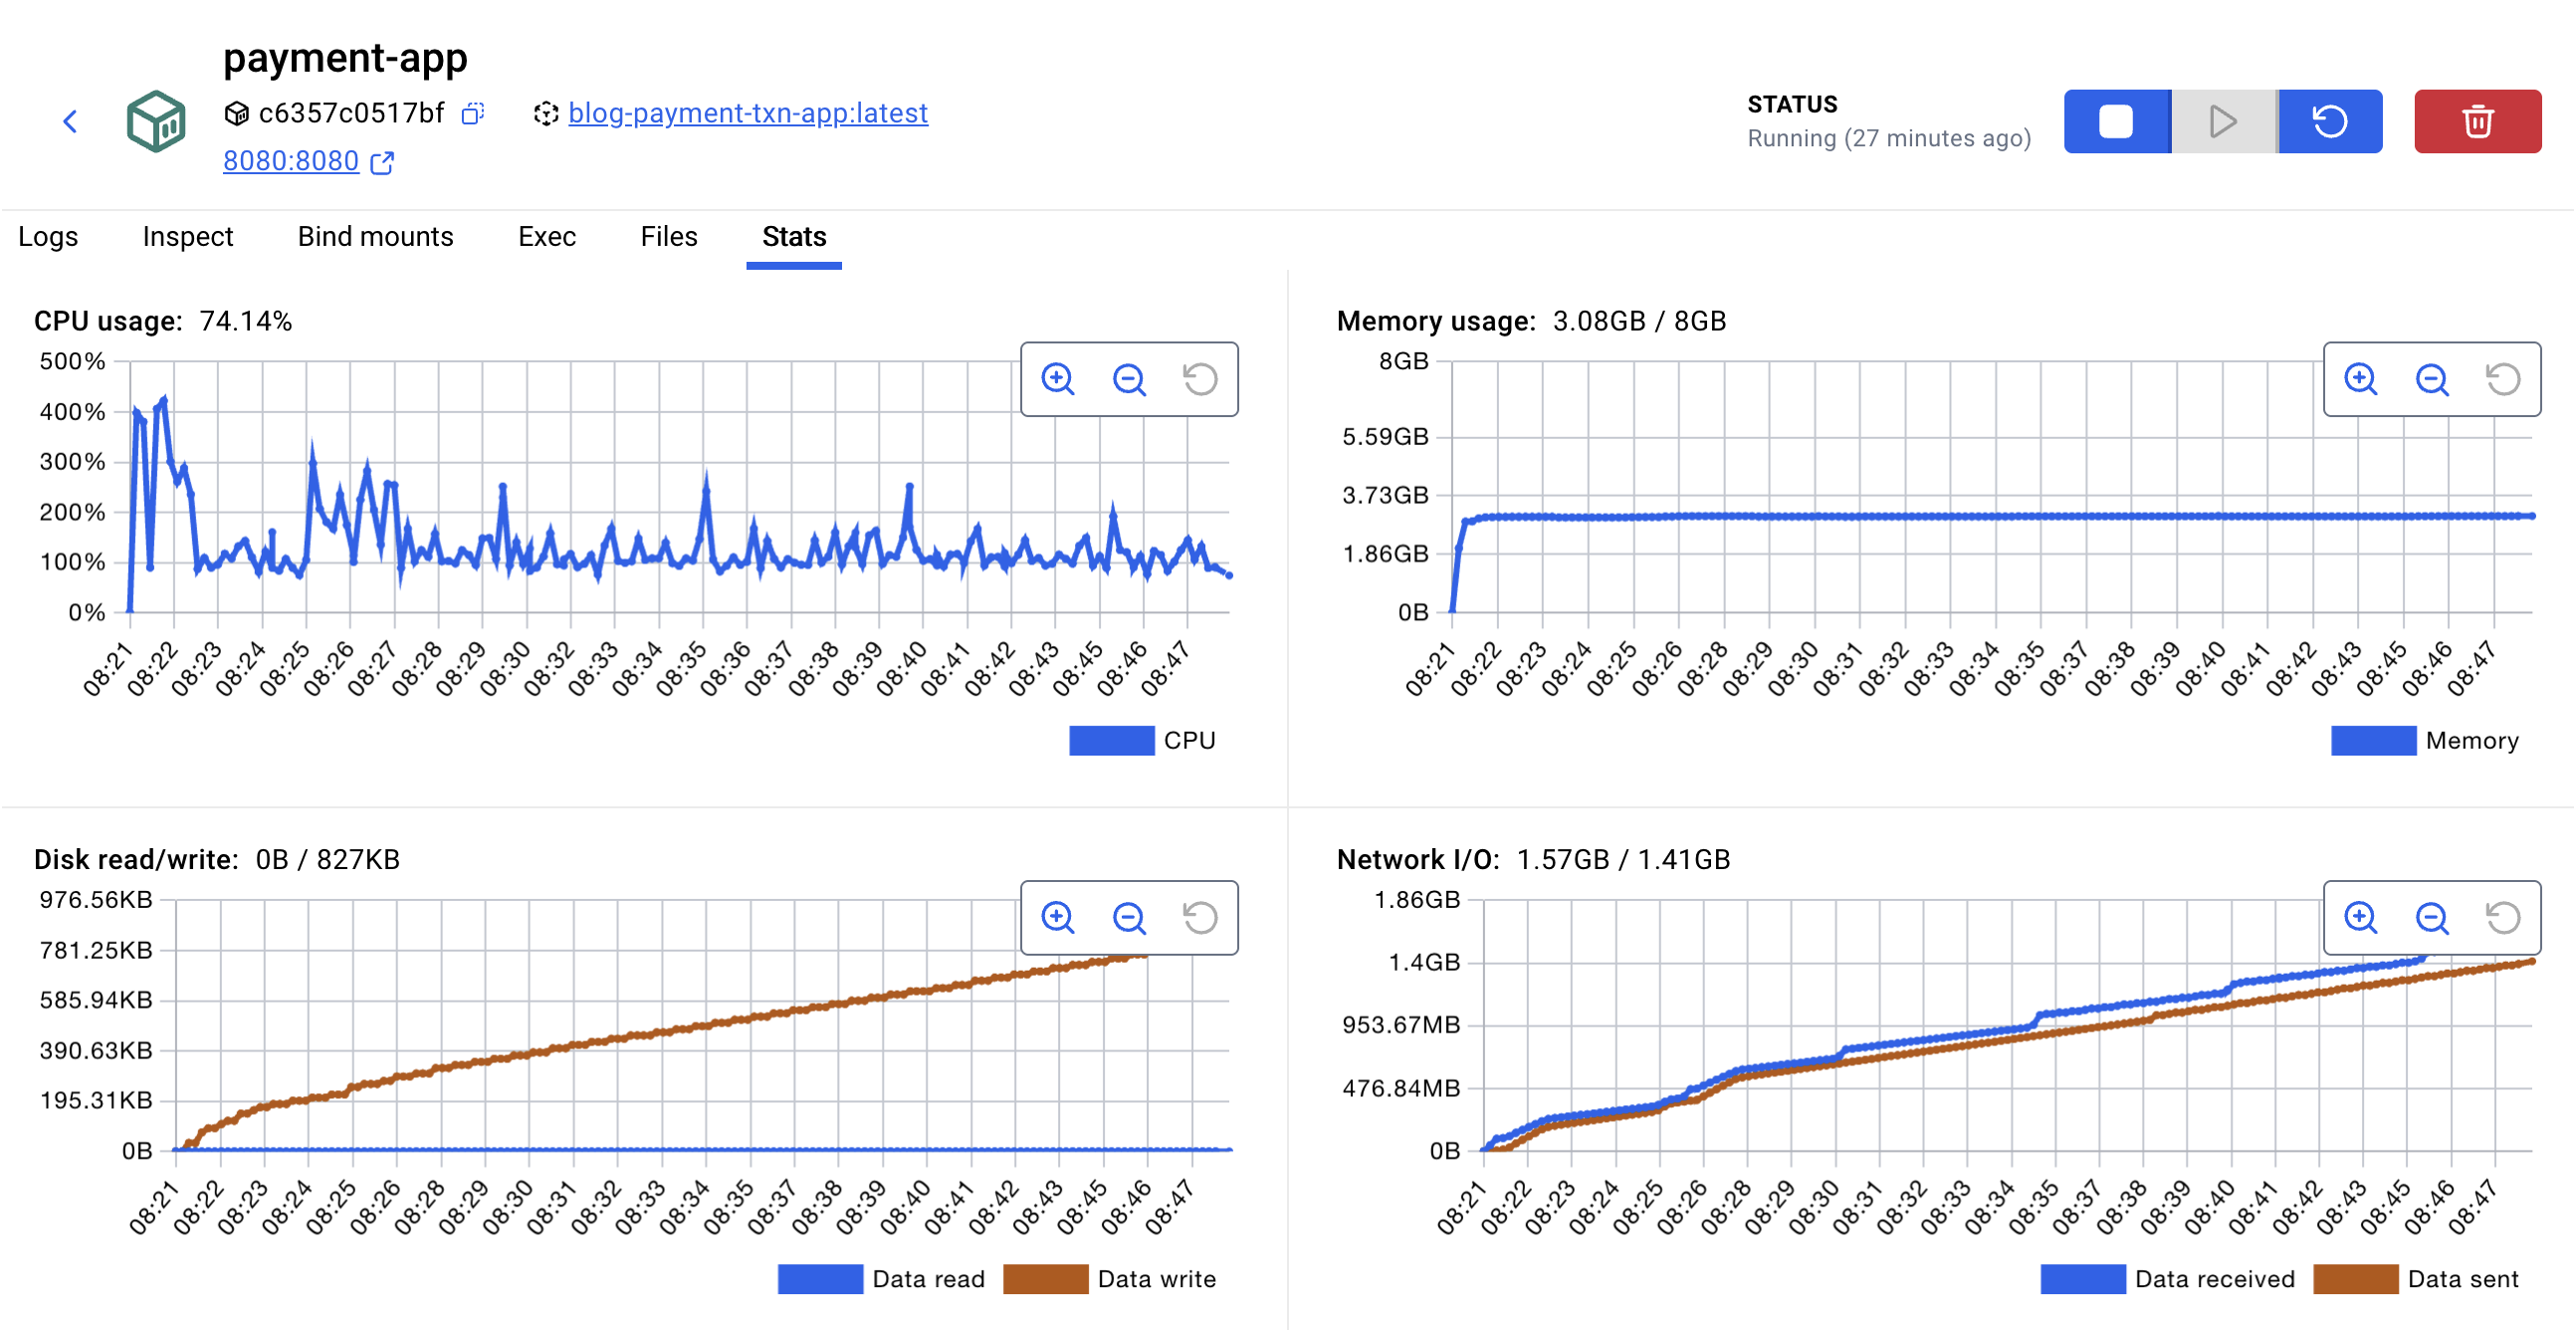 payment-app
c6357c0517bf blog-payment-txn-app:latest
8080:8080
STATUS
Running (27 minutes ago)
Logs Inspect Bind mounts Exec Files Stats
CPU usage: 74.14%
500%
400%
300%
200%
100%
0%
08:21 08:22 08:23 08:24 08:25 08:26 08:27 08:28 08:29 08:30 08:32 08:33 08:34 08:35 08:36 08:37 08:38 08:39 08:40 08:41 08:42 08:43 08:45 08:46 08:47
CPU
Memory usage: 3.08GB / 8GB
8GB
5.59GB
3.73GB
1.86GB
0B
08:21 08:22 08:23 08:24 08:25 08:26 08:28 08:29 08:30 08:31 08:32 08:33 08:34 08:35 08:37 08:38 08:39 08:40 08:41 08:42 08:43 08:45 08:46 08:47
Memory
Disk read/write: 0B / 827KB
976.56KB
781.25KB
585.94KB
390.63KB
195.31KB
0B
08:21 08:22 08:23 08:24 08:25 08:26 08:28 08:29 08:30 08:31 08:32 08:33 08:34 08:35 08:37 08:38 08:39 08:40 08:41 08:42 08:43 08:45 08:46 08:47
Data read Data write
Network I/O: 1.57GB / 1.41GB
1.86GB
1.4GB
953.67MB
476.84MB
0B
08:21 08:22 08:23 08:24 08:25 08:26 08:28 08:29 08:30 08:31 08:32 08:33 08:34 08:35 08:37 08:38 08:39 08:40 08:41 08:42 08:43 08:45 08:46 08:47
Data received Data sent